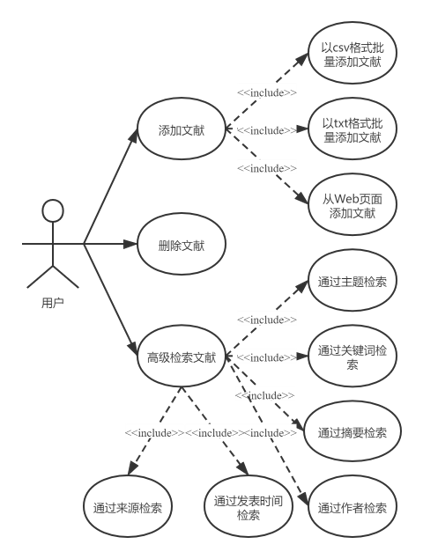 以csv格式批
量添加文献
<<include>>
添加文献
<<include>>
以txt格式批
量添加文献
<<include>>
从Web页面
添加文献
删除文献
用户
通过主题检索
<<include>>
高级检索文献
<<include>>
通过关键词检
索
<<include>>
通过摘要检索
<<include>>
<<include>>
<<include>>
通过来源检索
通过发表时间
检索
通过作者检索